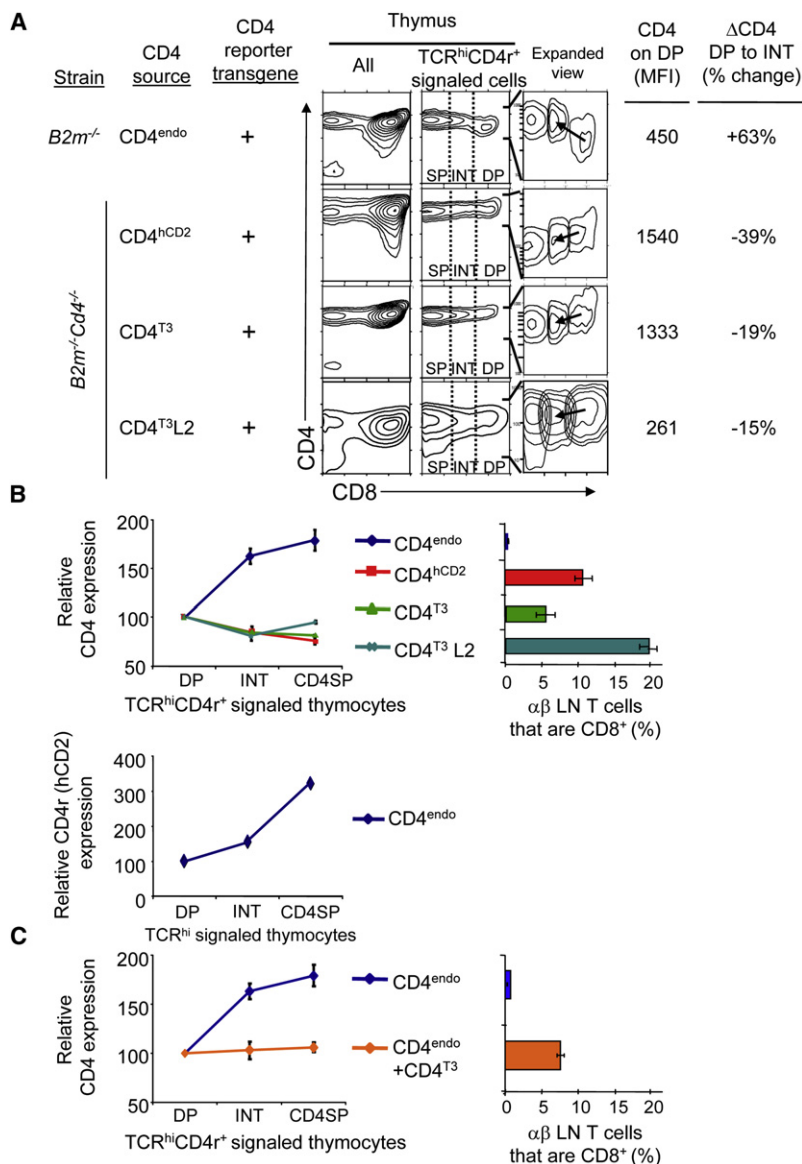 A
Thymus
Strain
CD4
source
CD4
reporter
transgene
All
TCRhiCD4r+
signaled cells
Expanded
view
CD4
on DP
(MFI)
ΔCD4
DP to INT
(% change)
B2m-/-
CD4endo
+
SP INT DP
450
+63%
B2m-/-Cd4-/-
CD4hCD2
+
SP INT DP
1540
-39%
CD4T3
+
SP INT DP
1333
-19%
CD4T3L2
+
SP INT DP
261
-15%
CD4
CD8
B
Relative
CD4 expression
200
150
100
50
DP INT CD4SP
TCRhiCD4r+ signaled thymocytes
CD4endo
CD4hCD2
CD4T3
CD4T3 L2
0 5 10 15 20
αβ LN T cells
that are CD8+ (%)
Relative CD4r (hCD2)
expression
400
300
200
100
0
DP INT CD4SP
TCRhi signaled thymocytes
CD4endo
C
Relative
CD4 expression
200
150
100
50
DP INT CD4SP
TCRhiCD4r+ signaled thymocytes
CD4endo
CD4endo
+CD4T3
0 5 10 15 20
αβ LN T cells
that are CD8+ (%)